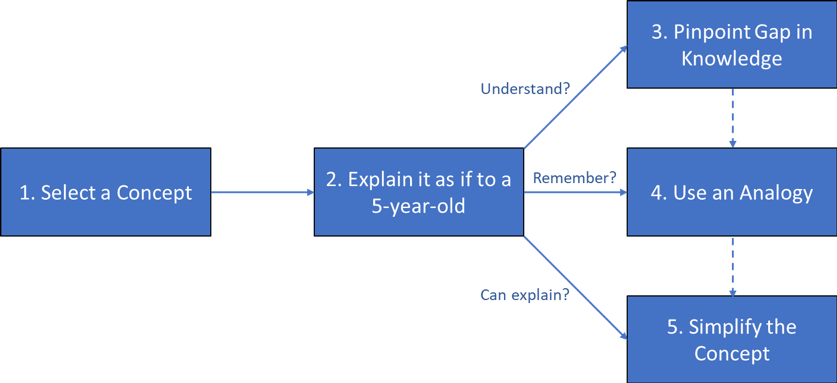 3. Pinpoint Gap in
Knowledge
Understand?
1. Select a Concept
2. Explain it as if to a
5-year-old
Remember?
4. Use an Analogy
Can explain?
5. Simplify the
Concept